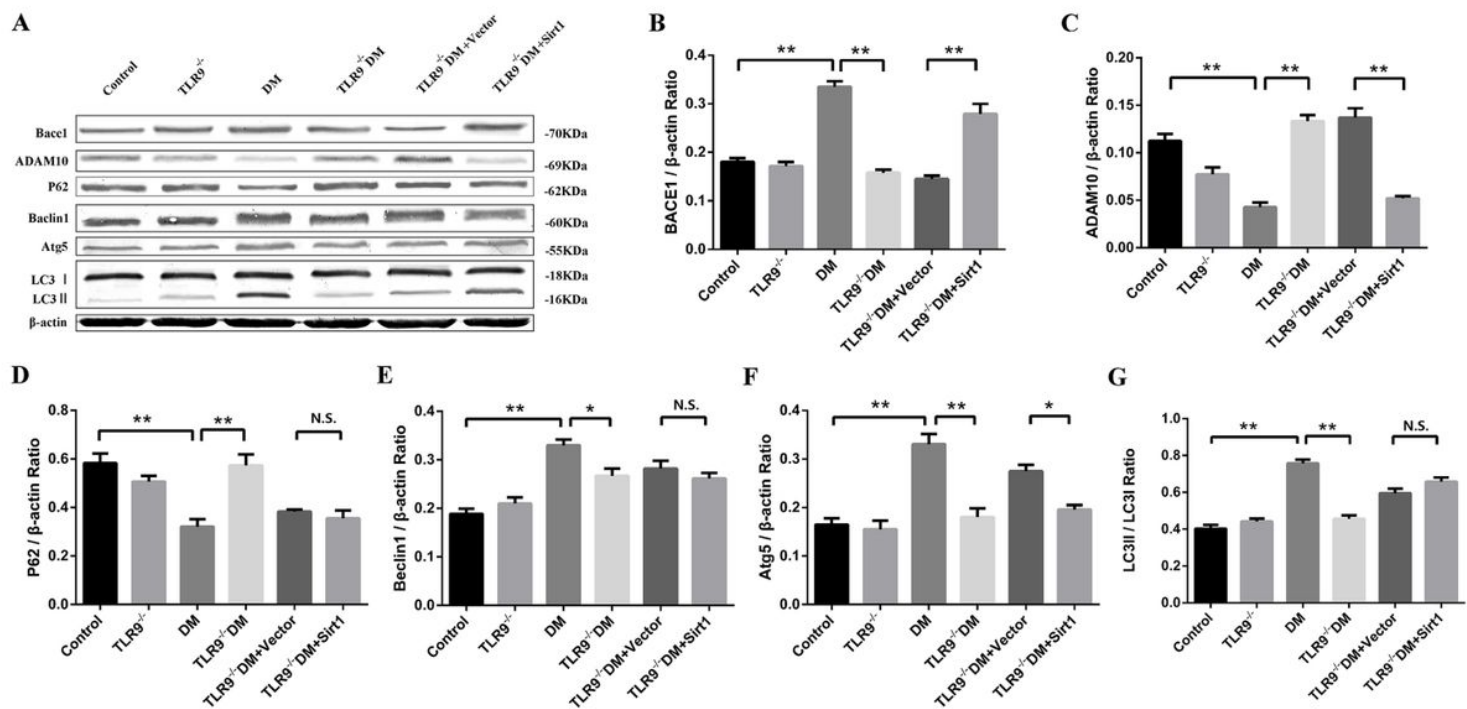 A
Control
TLR9-/-
DM
TLR9-/-DM
TLR9-/-DM+Vector
TLR9-/-DM+Sirt1
Bace1
-70KDa
ADAM10
-69KDa
P62
-62KDa
Baclin1
-60KDa
Atg5
-55KDa
LC3 I
-18KDa
LC3 II
-16KDa
β-actin
B
BACE1 / β-actin Ratio
0.4
0.3
0.2
0.1
0.0
** ** **
Control
TLR9-/-
DM
TLR9-/-DM
TLR9-/-DM+Vector
TLR9-/-DM+Sirt1
C
ADAM10 / β-actin Ratio
0.20
0.15
0.10
0.05
0.00
** ** **
Control
TLR9-/-
DM
TLR9-/-DM
TLR9-/-DM+Vector
TLR9-/-DM+Sirt1
D
P62 / β-actin Ratio
0.8
0.6
0.4
0.2
0.0
** ** N.S.
Control
TLR9-/-
DM
TLR9-/-DM
TLR9-/-DM+Vector
TLR9-/-DM+Sirt1
E
Beclin1 / β-actin Ratio
0.4
0.3
0.2
0.1
0.0
** * N.S.
Control
TLR9-/-
DM
TLR9-/-DM
TLR9-/-DM+Vector
TLR9-/-DM+Sirt1
F
Atg5 / β-actin Ratio
0.4
0.3
0.2
0.1
0.0
** ** *
Control
TLR9-/-
DM
TLR9-/-DM
TLR9-/-DM+Vector
TLR9-/-DM+Sirt1
G
LC3II / LC3I Ratio
1.0
0.8
0.6
0.4
0.2
0.0
** ** N.S.
Control
TLR9-/-
DM
TLR9-/-DM
TLR9-/-DM+Vector
TLR9-/-DM+Sirt1